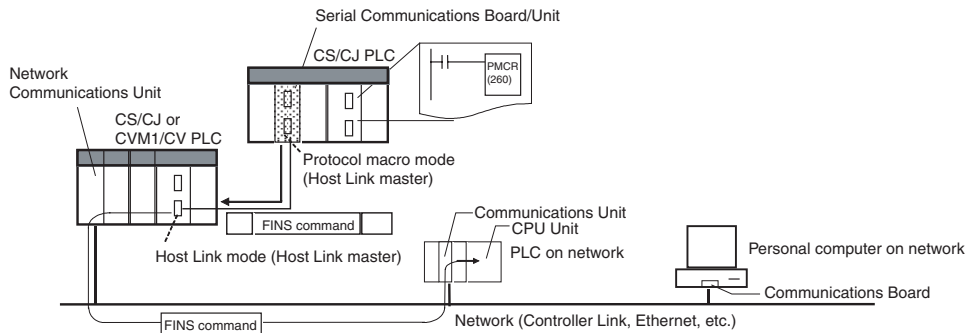 Serial Communications Board/Unit
CS/CJ PLC
PMCR
(260)
Network
Communications Unit
CS/CJ or
CVM1/CV PLC
Protocol macro mode
(Host Link master)
FINS command
Host Link mode (Host Link master)
Communications Unit
CPU Unit
PLC on network
Personal computer on network
Communications Board
FINS command
Network (Controller Link, Ethernet, etc.)